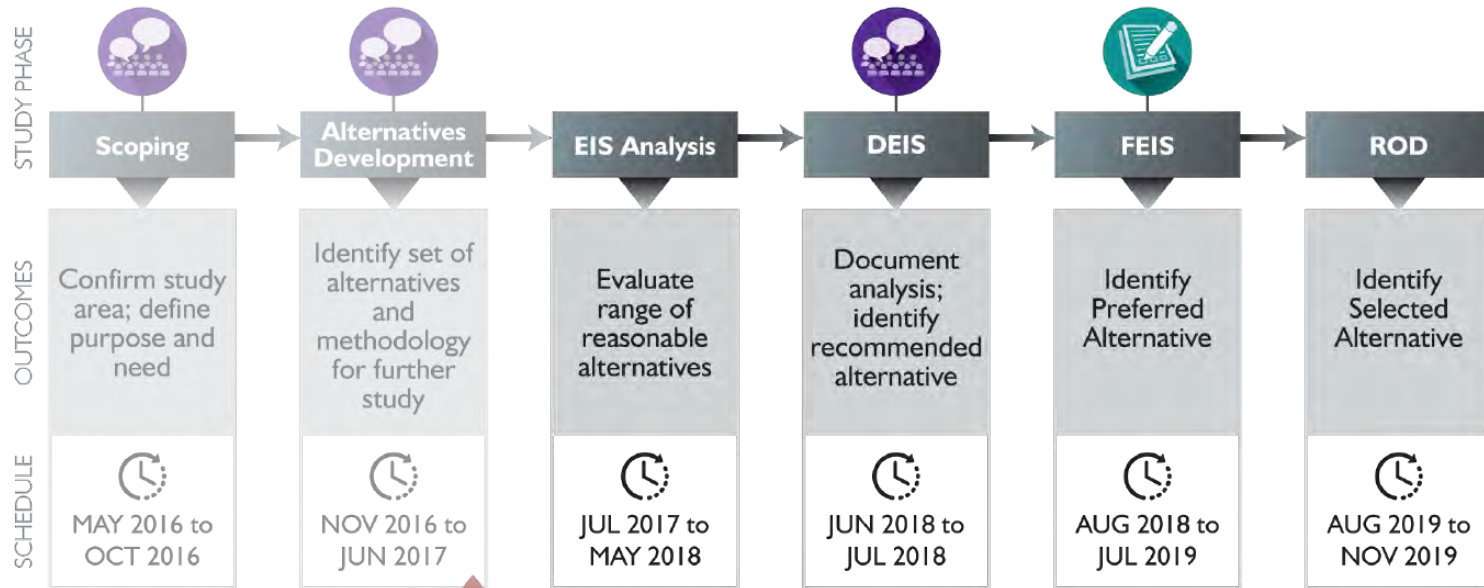 STUDY PHASE
Scoping
Alternatives
Development
EIS Analysis
DEIS
FEIS
ROD
OUTCOMES
Confirm study
area; define
purpose and
need
Identify set of
alternatives
and
methodology
for further
study
Evaluate
range of
reasonable
alternatives
Document
analysis;
identify
recommended
alternative
Identify
Preferred
Alternative
Identify
Selected
Alternative
SCHEDULE
MAY 2016 to
OCT 2016
NOV 2016 to
JUN 2017
JUL 2017 to
MAY 2018
JUN 2018 to
JUL 2018
AUG 2018 to
JUL 2019
AUG 2019 to
NOV 2019